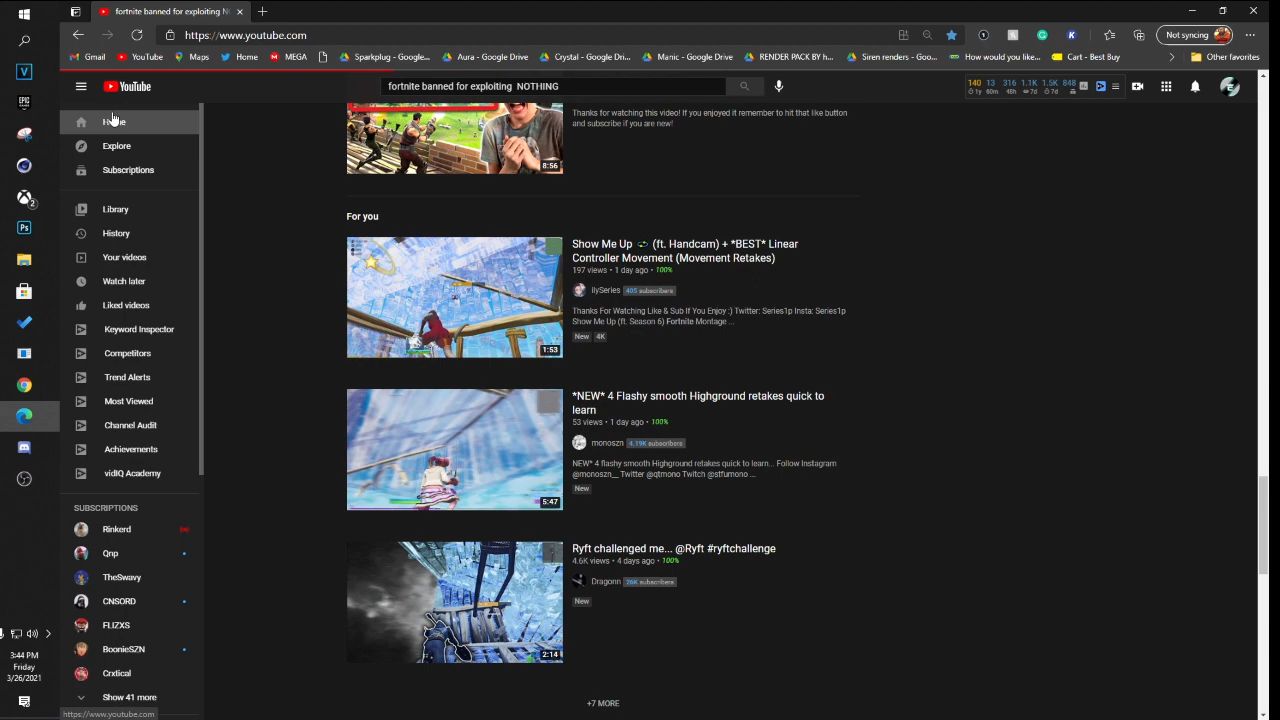 fortnite banned for exploiting NO
https://www.youtube.com
Not syncing
Gmail
YouTube
Maps
Home
MEGA
Sparkplug - Google...
Aura - Google Drive
Crystal - Google Dri...
Manic - Google Drive
RENDER PACK BY h...
Siren renders - Goo...
How would you like...
Cart - Best Buy
Other favorites
YouTube
fortnite banned for exploiting NOTHING
140 13 316 1.1K 1.5K 848
1y 60m 48h 7d 7d
Home
Explore
Subscriptions
Library
History
Your videos
Watch later
Liked videos
Keyword Inspector
Competitors
Trend Alerts
Most Viewed
Channel Audit
Achievements
vidIQ Academy
SUBSCRIPTIONS
Rinkerd
Qnp
TheSwavy
CNSORD
FLIZXS
BoonieSZN
Crxtical
Show 41 more
https://www.youtube.com
8:56
Thanks for watching this video! If you enjoyed it remember to hit that like button
and subscribe if you are new!
For you
1:53
Show Me Up (ft. Handcam) + *BEST* Linear
Controller Movement (Movement Retakes)
197 views • 1 day ago • 100%
ilySeries 405 subscribers
Thanks For Watching Like & Sub If You Enjoy :) Twitter: Series1p Insta: Series1p
Show Me Up (ft. Season 6) Fortnite Montage ...
New 4K
5:47
*NEW* 4 Flashy smooth Highground retakes quick to
learn
53 views • 1 day ago • 100%
monoszn 4.19K subscribers
NEW* 4 flashy smooth Highground retakes quick to learn... Follow Instagram
@monoszn__ Twitter @qtmono Twitch @stfumono ...
New
2:14
Ryft challenged me... @Ryft #ryftchallenge
4.6K views • 4 days ago • 100%
Dragonn 26K subscribers
New
+7 MORE
V
EPIC
2
Ps
3:44 PM
Friday
3/26/2021